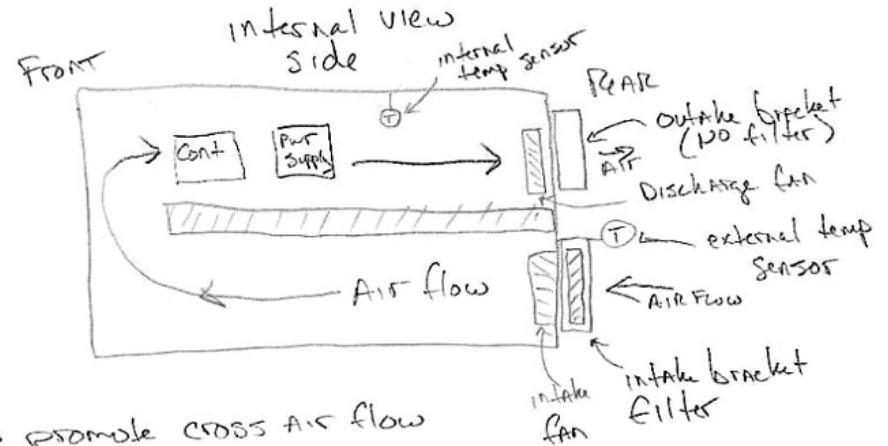 internal view
side
FRONT
internal
temp sensor
REAR
T
outake bracket
(NO filter)
AIR
Cont
Pwr
Supply
Discharge fan
T
external temp
sensor
Air flow
AIR FLOW
intake
fan
intake bracket
filter
promote cross Air flow